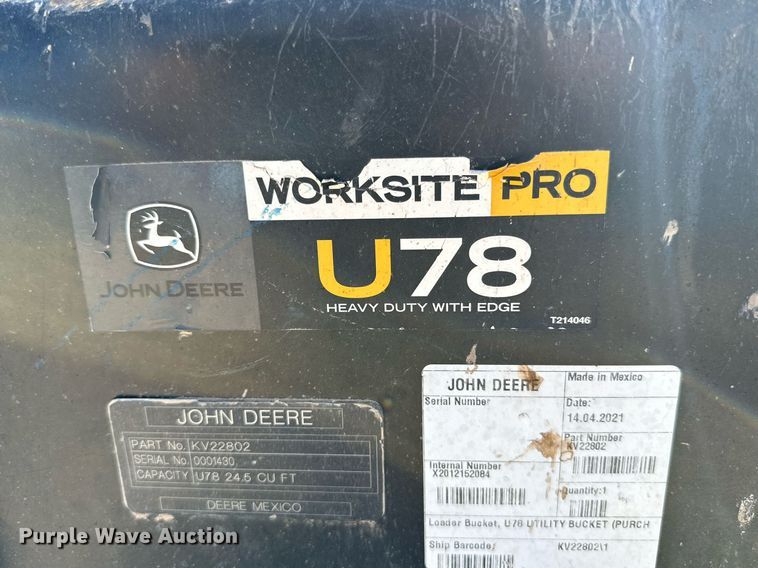 WORKSITE PRO
JOHN DEERE
U78
HEAVY DUTY WITH EDGE
T214046
JOHN DEERE
PART No. KV22802
SERIAL No. 0001430
CAPACITY U78 24.5 CU FT
DEERE MEXICO
JOHN DEERE
Made in Mexico
Serial Number
Date:
14.04.2021
Part Number
KV22802
Internal Number
X2012152084
Quantity:1
Loader Bucket, U78 UTILITY BUCKET (PURCH
Ship Barcode: KV22802\1
Purple Wave Auction